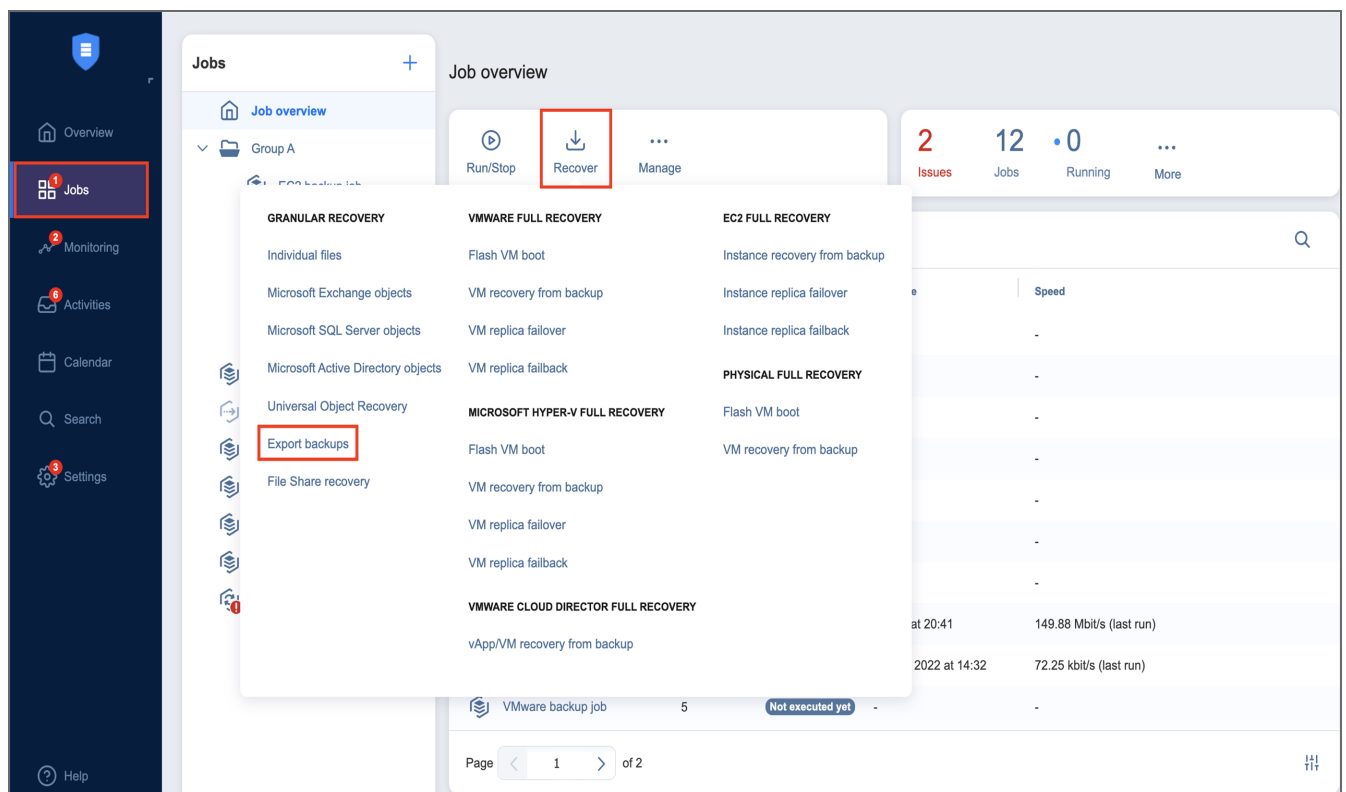 Overview
1
Jobs
2
Monitoring
6
Activities
Calendar
Search
3
Settings
Help
Jobs
Job overview
Group A
EC2 backup job
Job overview
Run/Stop
Recover
Manage
2
Issues
12
Jobs
0
Running
More
GRANULAR RECOVERY
Individual files
Microsoft Exchange objects
Microsoft SQL Server objects
Microsoft Active Directory objects
Universal Object Recovery
Export backups
File Share recovery
VMWARE FULL RECOVERY
Flash VM boot
VM recovery from backup
VM replica failover
VM replica failback
MICROSOFT HYPER-V FULL RECOVERY
Flash VM boot
VM recovery from backup
VM replica failover
VM replica failback
VMWARE CLOUD DIRECTOR FULL RECOVERY
vApp/VM recovery from backup
EC2 FULL RECOVERY
Instance recovery from backup
Instance replica failover
Instance replica failback
PHYSICAL FULL RECOVERY
Flash VM boot
VM recovery from backup
e Speed
-
-
-
-
-
-
-
at 20:41 149.88 Mbit/s (last run)
2022 at 14:32 72.25 kbit/s (last run)
VMware backup job 5 Not executed yet - -
Page 1 of 2